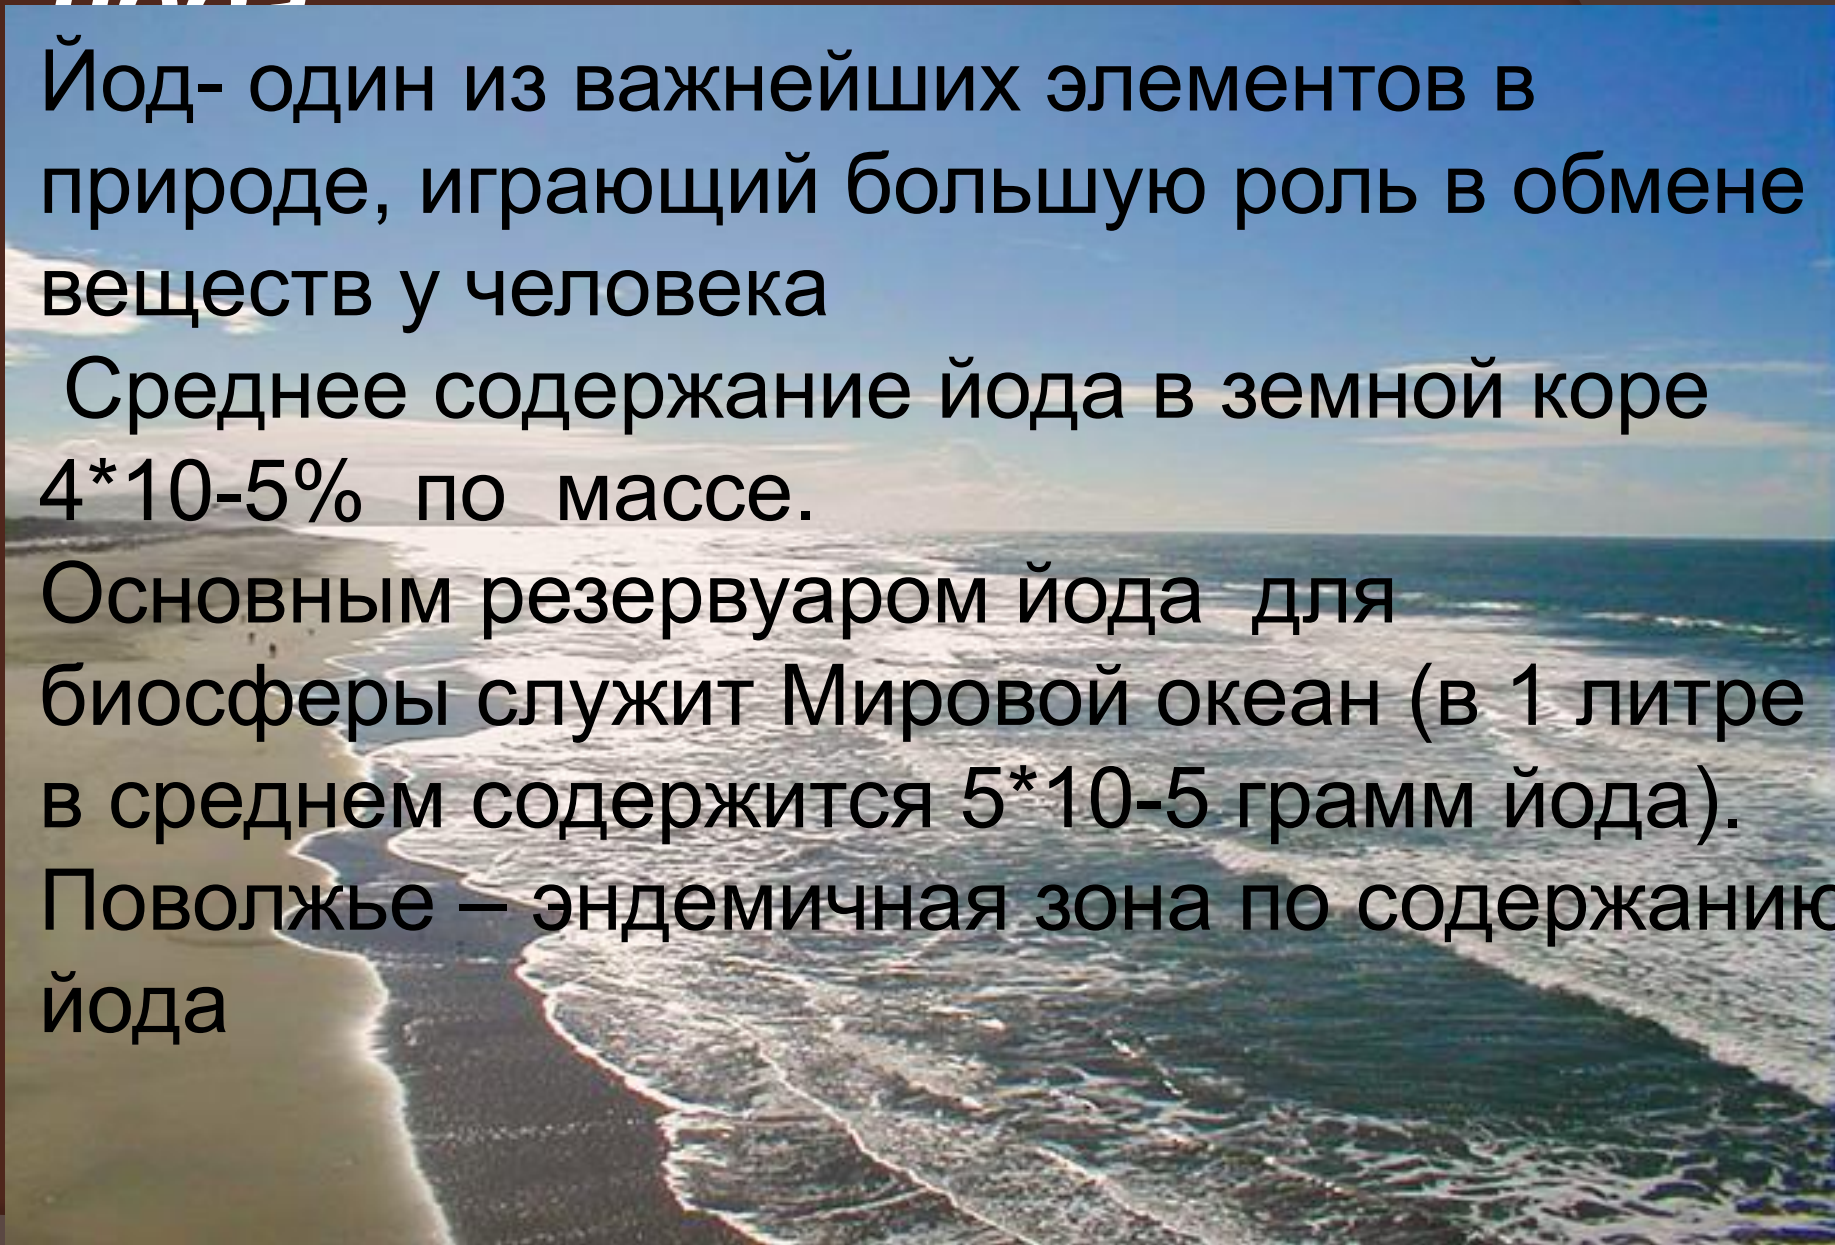 Йод- один из важнейших элементов в
природе, играющий большую роль в обмене
веществ у человека
Среднее содержание йода в земной коре
4*10-5% по массе.
Основным резервуаром йода для
биосферы служит Мировой океан (в 1 литре
в среднем содержится 5*10-5 грамм йода).
Поволжье – эндемичная зона по содержанию
йода